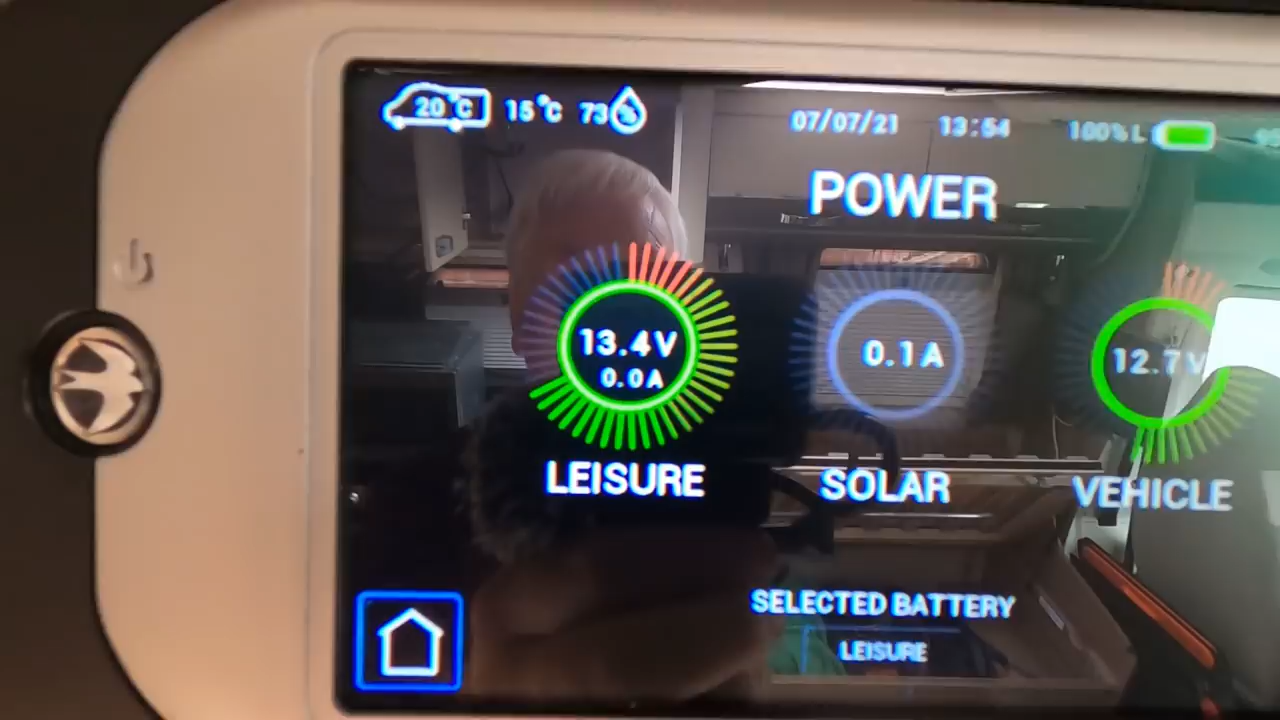 20°C 15°C 73% 07/07/21 13:54 100% L
POWER
13.4V
0.0A
0.1A
12.7V
LEISURE SOLAR VEHICLE
SELECTED BATTERY
LEISURE